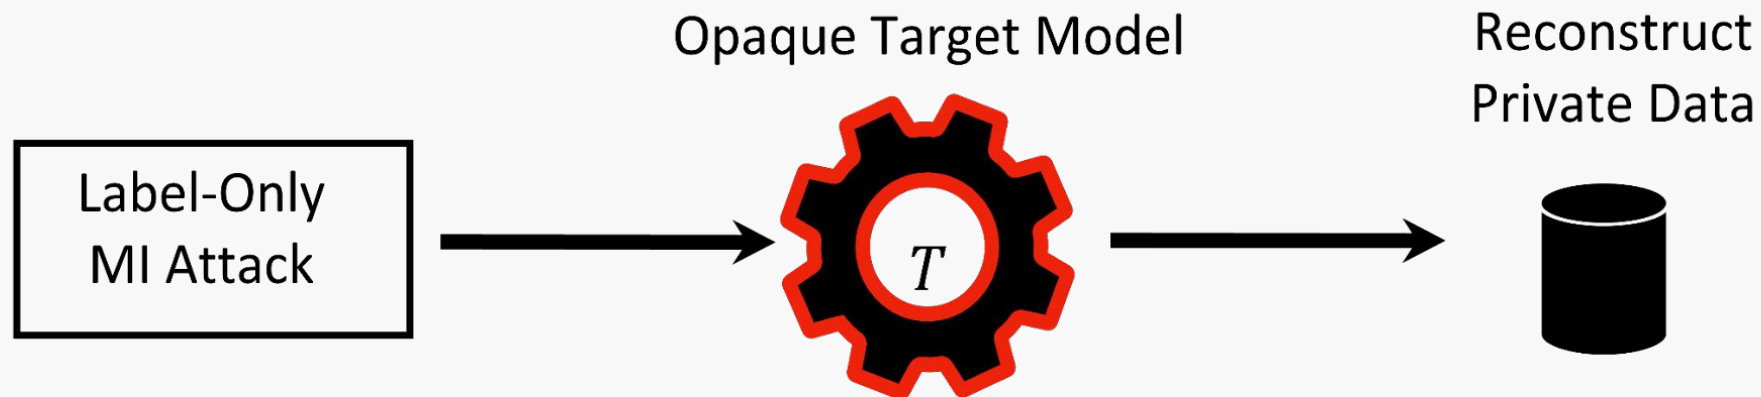 Label-Only
MI Attack
Opaque Target Model
T
Reconstruct
Private Data